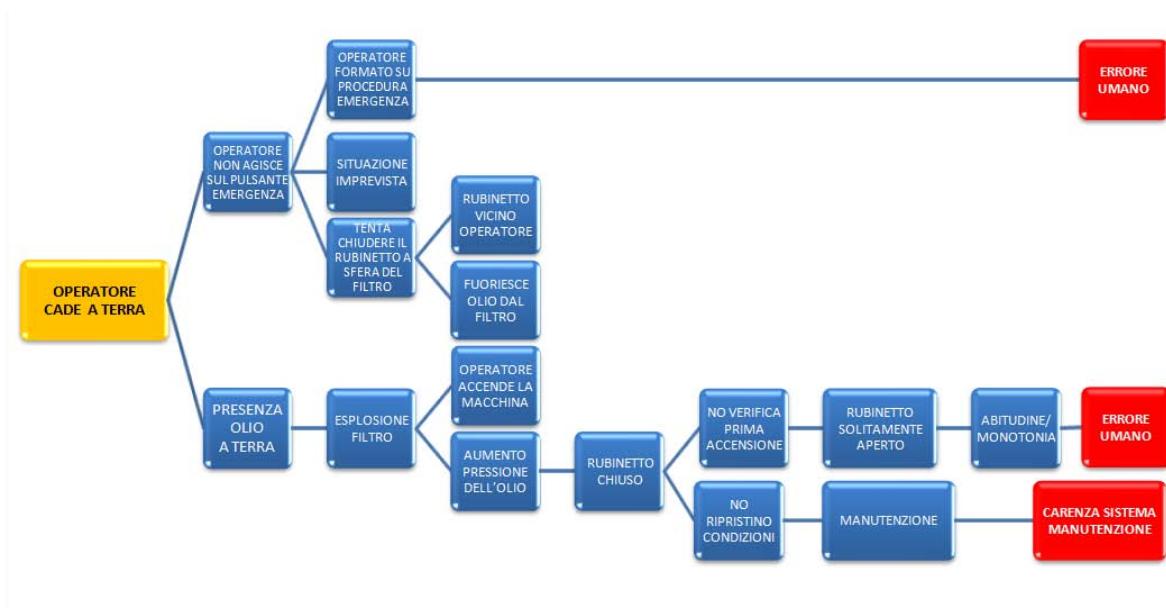 OPERATORE
FORMATO SU
PROCEDURA
EMERGENZA
ERRORE
UMANO
OPERATORE
NON AGISCE
SUL PULSANTE
EMERGENZA
SITUAZIONE
IMPREVISTA
RUBINETTO
VICINO
OPERATORE
TENTA
CHIUDERE IL
RUBINETTO A
SFERA DEL
FILTRO
FUORIESCE
OLIO DAL
FILTRO
OPERATORE
CADE A TERRA
OPERATORE
ACCENDE LA
MACCHINA
PRESENZA
OLIO
A TERRA
ESPLOSIONE
FILTRO
NO VERIFICA
PRIMA
ACCENSIONE
RUBINETTO
SOLITAMENTE
APERTO
ABITUDINE/
MONOTONIA
ERRORE
UMANO
AUMENTO
PRESSIONE
DELL'OLIO
RUBINETTO
CHIUSO
NO
RIPRISTINO
CONDIZIONI
MANUTENZIONE
CARENZA SISTEMA
MANUTENZIONE